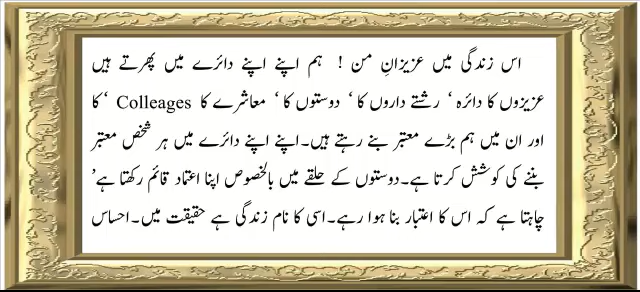 اس زندگی میں عزیزانِ من ! ہم اپنے اپنے دائرے میں پھرتے ہیں
عزیزوں کا دائرہ ‘ رشتے داروں کا ‘ دوستوں کا ‘ معاشرے کا Colleages ‘ کا
اور ان میں ہم بڑے معتبر بنے رہتے ہیں۔اپنے اپنے دائرے میں ہر شخص معتبر
بننے کی کوشش کرتا ہے۔دوستوں کے حلقے میں بالخصوص اپنا اعتماد قائم رکھتا ہے’
چاہتا ہے کہ اس کا اعتبار بنا ہوا رہے۔اسی کا نام زندگی ہے حقیقت میں۔احساس